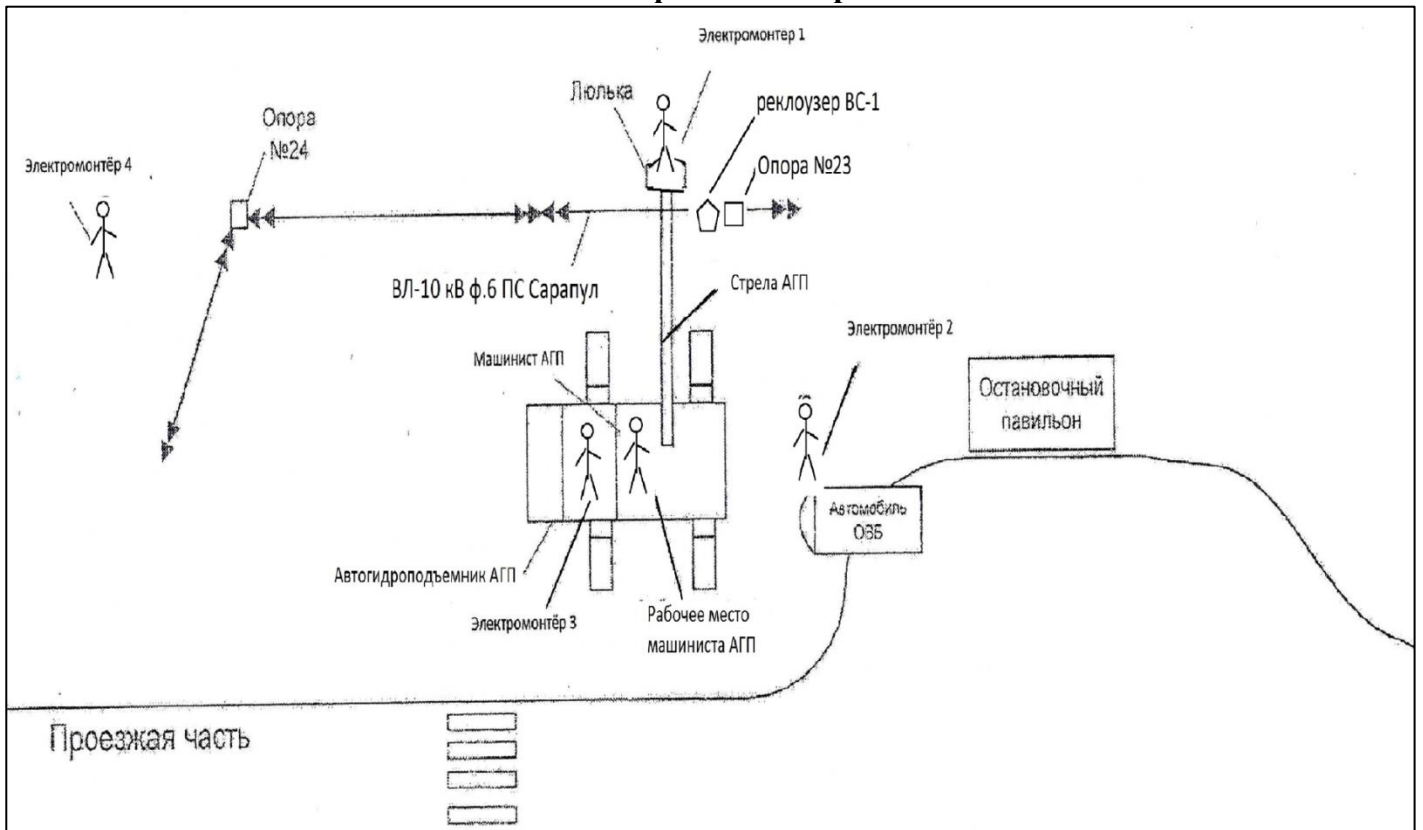 Электромонтер 1
Люлька
реклоузер ВС-1
Опора
№24
Опора №23
Электромонтёр 4
ВЛ-10 кВ ф.6 ПС Сарапул
Стрела АГП
Электромонтёр 2
Машинист АГП
Остановочный
павильон
Автомобиль
ОВБ
Автогидроподъемник АГП
Электромонтёр 3
Рабочее место
машиниста АГП
Проезжая часть